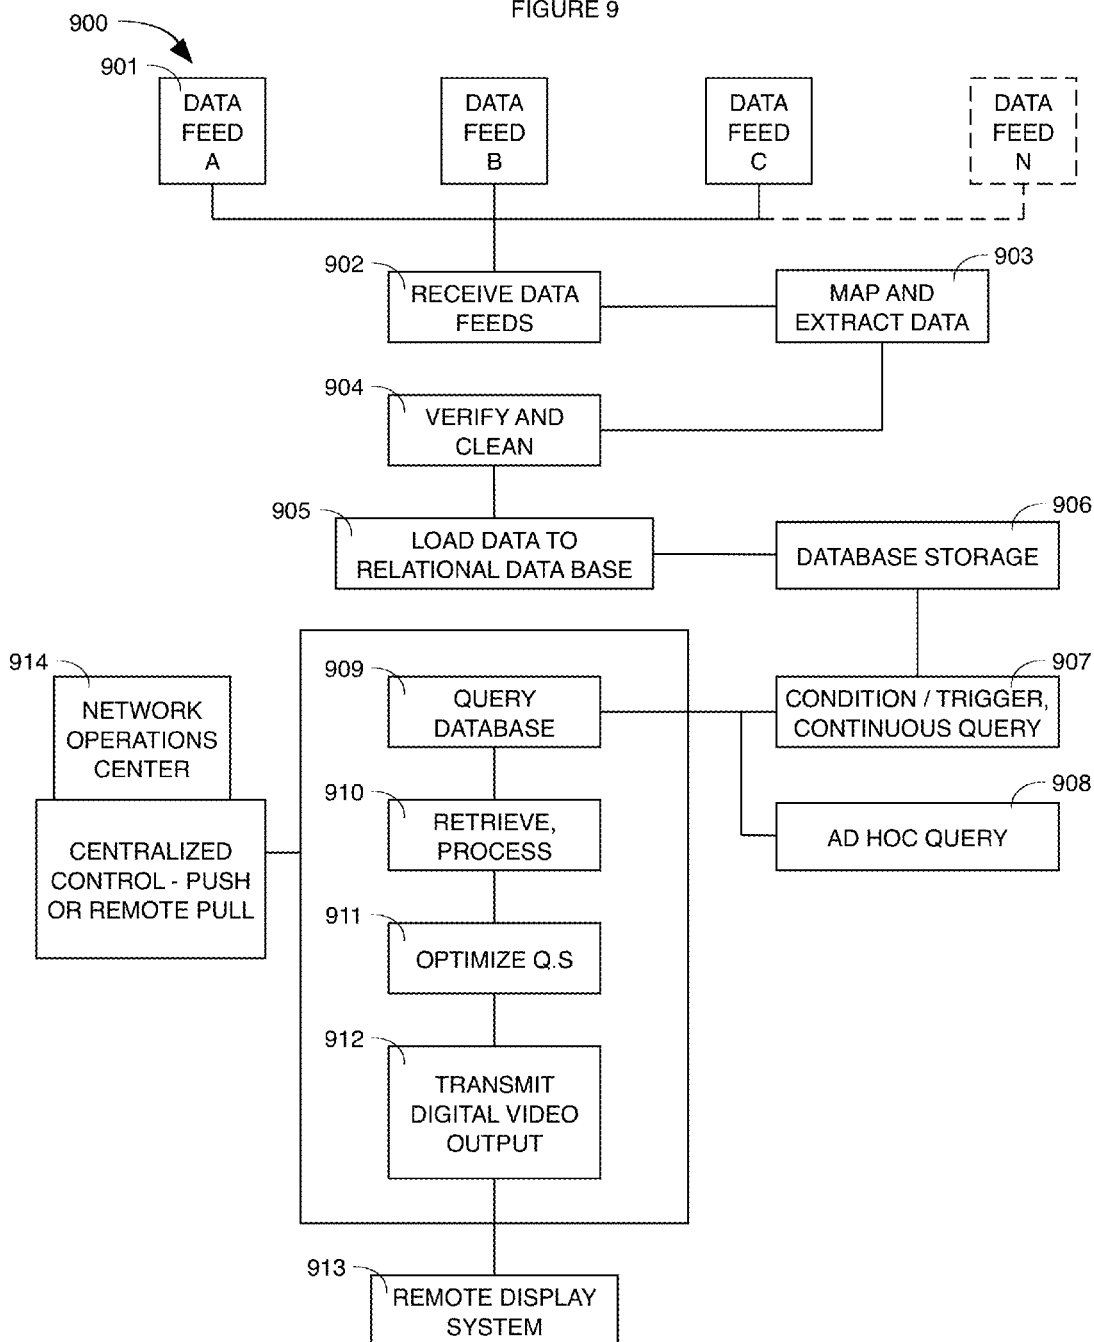 FIGURE 9
900
901
DATA
FEED
A
DATA
FEED
B
DATA
FEED
C
DATA
FEED
N
902
RECEIVE DATA
FEEDS
903
MAP AND
EXTRACT DATA
904
VERIFY AND
CLEAN
905
LOAD DATA TO
RELATIONAL DATA BASE
906
DATABASE STORAGE
914
NETWORK
OPERATIONS
CENTER
CENTRALIZED
CONTROL - PUSH
OR REMOTE PULL
909
QUERY
DATABASE
907
CONDITION / TRIGGER,
CONTINUOUS QUERY
908
AD HOC QUERY
910
RETRIEVE,
PROCESS
911
OPTIMIZE Q.S
912
TRANSMIT
DIGITAL VIDEO
OUTPUT
913
REMOTE DISPLAY
SYSTEM